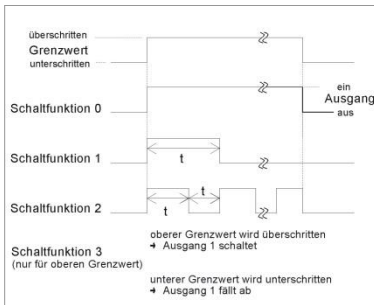 überschritten
Grenzwert
unterschritten
ein
Schaltfunktion 0
Ausgang
aus
Schaltfunktion 1
t
t
Schaltfunktion 2
t
oberer Grenzwert wird überschritten
Schaltfunktion 3
➔ Ausgang 1 schaltet
(nur für oberen Grenzwert)
unterer Grenzwert wird unterschritten
➔ Ausgang 1 fällt ab